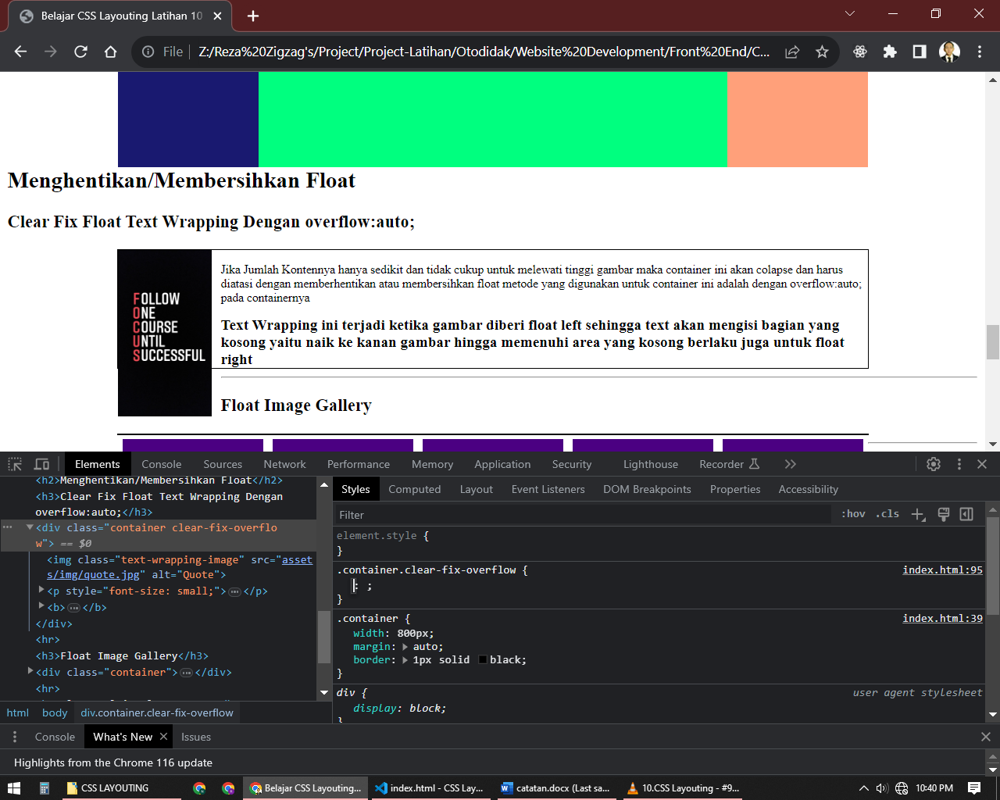 Belajar CSS Layouting Latihan 10
File
Z:/Reza%20Zigzag's/Project/Project-Latihan/Otodidak/Website%20Development/Front%20End/C...
Menghentikan/Membersihkan Float
Clear Fix Float Text Wrapping Dengan overflow:auto;
FOLLOW
ONE
COURSE
UNTIL
SUCCESSFUL
Jika Jumlah Kontennya hanya sedikit dan tidak cukup untuk melewati tinggi gambar maka container ini akan colapse dan harus
diatasi dengan memberhentikan atau membersihkan float metode yang digunakan untuk container ini adalah dengan overflow:auto;
pada containernya
Text Wrapping ini terjadi ketika gambar diberi float left sehingga text akan mengisi bagian yang
kosong yaitu naik ke kanan gambar hingga memenuhi area yang kosong berlaku juga untuk float
right
Float Image Gallery
Elements Console Sources Network Performance Memory Application Security Lighthouse Recorder
<h2>Menghentikan/Membersihkan Float</h2>
<h3>Clear Fix Float Text Wrapping Dengan
overflow:auto;</h3>
<div class="container clear-fix-overflo
w"> == $0
<img class="text-wrapping-image" src="asset
s/img/quote.jpg" alt="Quote">
<p style="font-size: small;">…</p>
<b>…</b>
</div>
<hr>
<h3>Float Image Gallery</h3>
<div class="container">…</div>
<hr>
html body div.container.clear-fix-overflow
Styles Computed Layout Event Listeners DOM Breakpoints Properties Accessibility
Filter :hov .cls
element.style {
}
.container.clear-fix-overflow { index.html:95
: ;
}
.container { index.html:39
width: 800px;
margin: auto;
border: 1px solid black;
}
div { user agent stylesheet
display: block;
}
Console What's New Issues
Highlights from the Chrome 116 update
CSS LAYOUTING Belajar CSS Layouting... index.html - CSS Lay... catatan.docx (Last sa... 10.CSS Layouting - #9... 10:40 PM